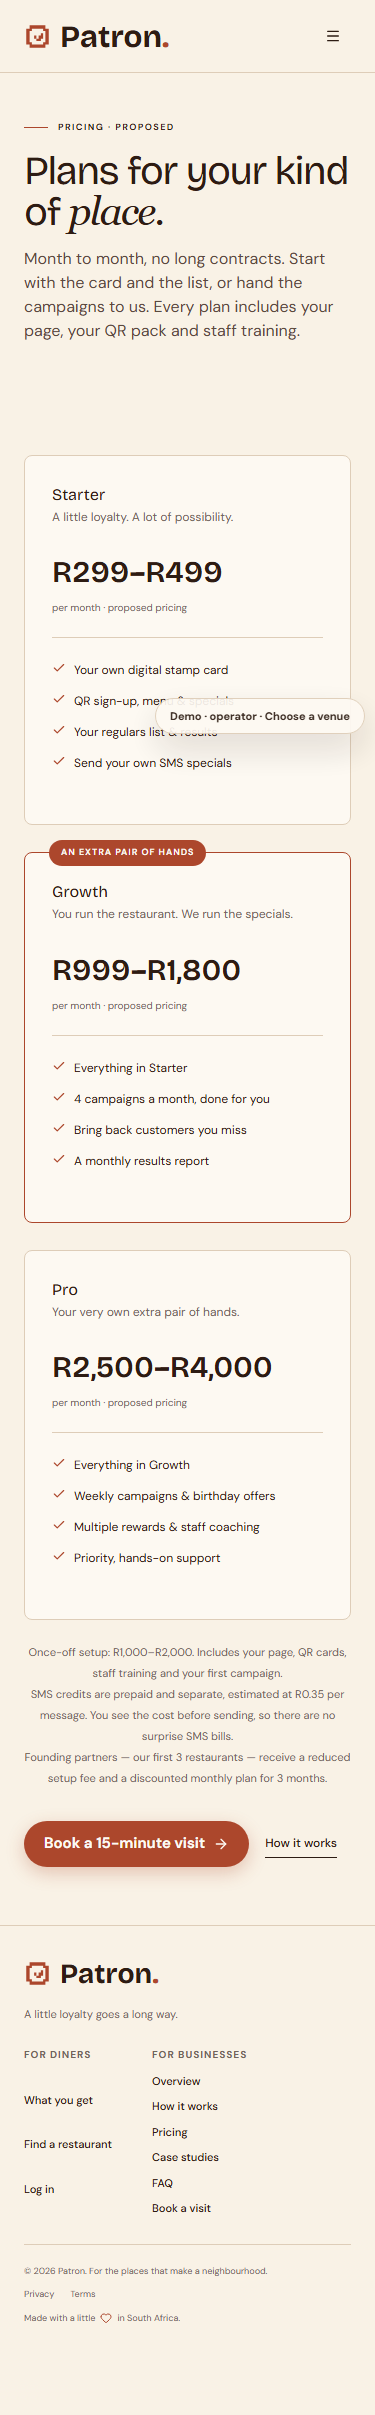 Patron.
PRICING · PROPOSED
Plans for your kind
of place.
Month to month, no long contracts. Start
with the card and the list, or hand the
campaigns to us. Every plan includes your
page, your QR pack and staff training.
Starter
A little loyalty. A lot of possibility.
R299–R499
per month · proposed pricing
Your own digital stamp card
QR sign-up, menu & specials
Demo · operator · Choose a venue
Your regulars list & results
Send your own SMS specials
AN EXTRA PAIR OF HANDS
Growth
You run the restaurant. We run the specials.
R999–R1,800
per month · proposed pricing
Everything in Starter
4 campaigns a month, done for you
Bring back customers you miss
A monthly results report
Pro
Your very own extra pair of hands.
R2,500–R4,000
per month · proposed pricing
Everything in Growth
Weekly campaigns & birthday offers
Multiple rewards & staff coaching
Priority, hands-on support
Once-off setup: R1,000–R2,000. Includes your page, QR cards,
staff training and your first campaign.
SMS credits are prepaid and separate, estimated at R0.35 per
message. You see the cost before sending, so there are no
surprise SMS bills.
Founding partners — our first 3 restaurants — receive a reduced
setup fee and a discounted monthly plan for 3 months.
Book a 15-minute visit
How it works
Patron.
A little loyalty goes a long way.
FOR DINERS
What you get
Find a restaurant
Log in
FOR BUSINESSES
Overview
How it works
Pricing
Case studies
FAQ
Book a visit
© 2026 Patron. For the places that make a neighbourhood.
Privacy Terms
Made with a little in South Africa.